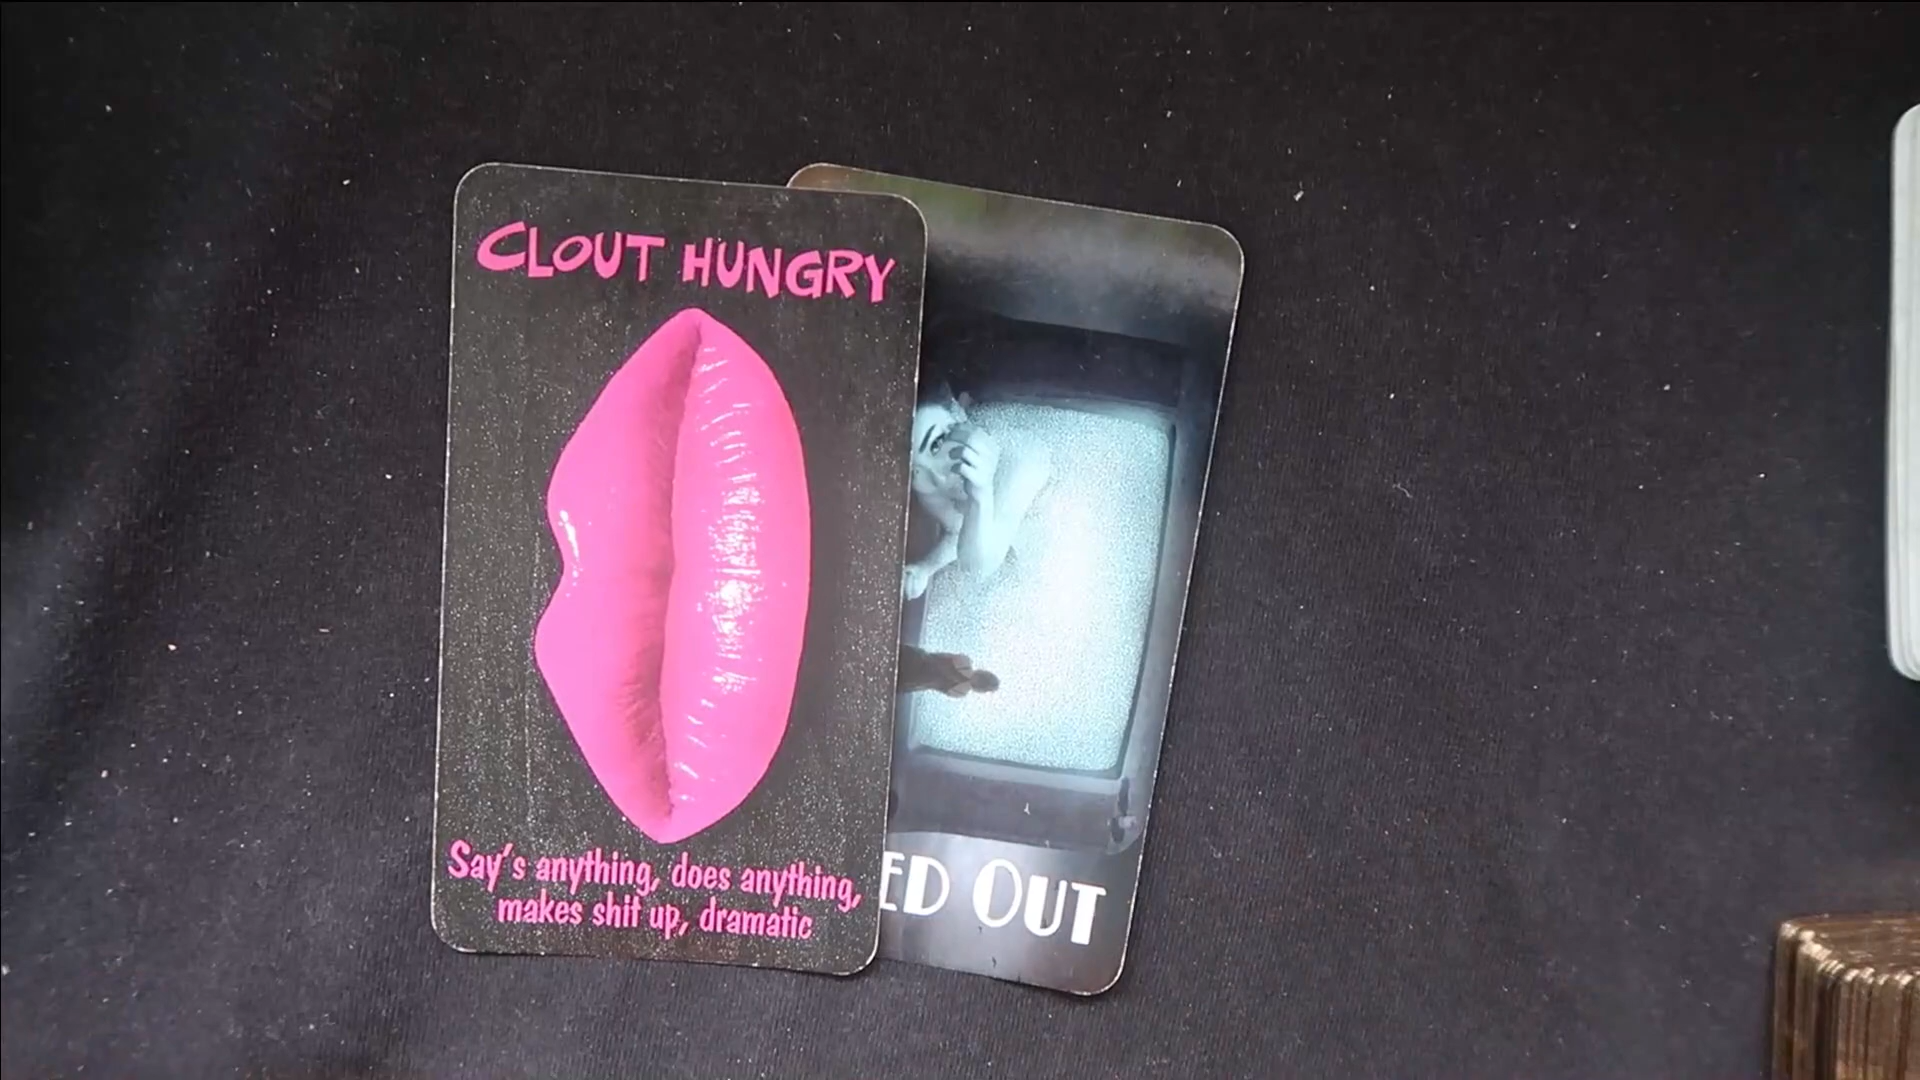 CLOUT HUNGRY
Say's anything, does anything,
makes shit up, dramatic
ED OUT